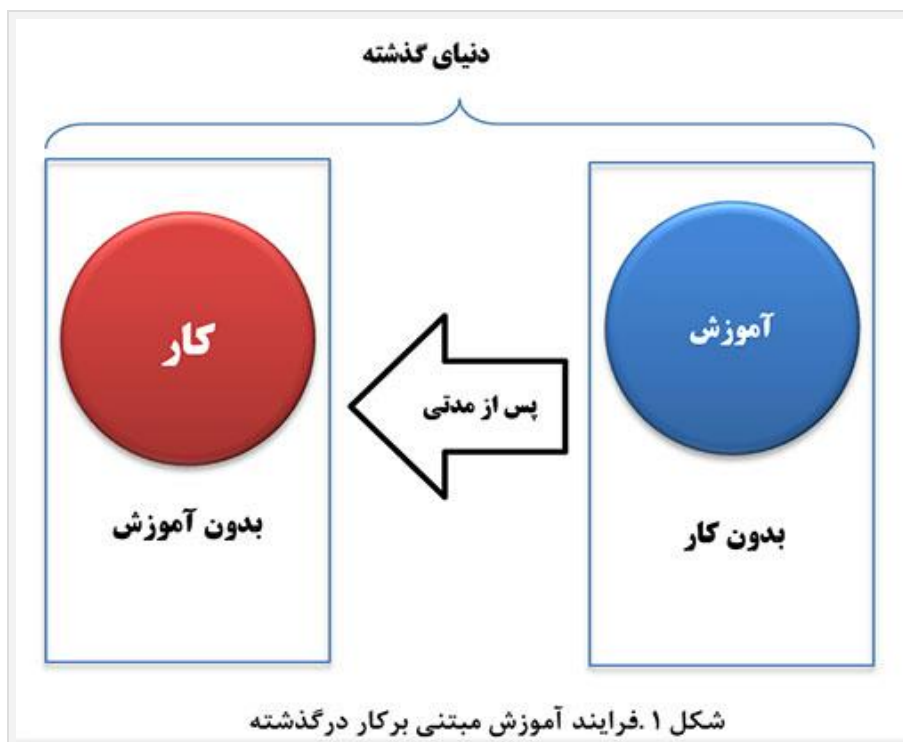 دنیای گذشته
آموزش
بدون کار
پس از مدتی
کار
بدون آموزش
شکل ۱ .فرایند آموزش مبتنی برکار درگذشته